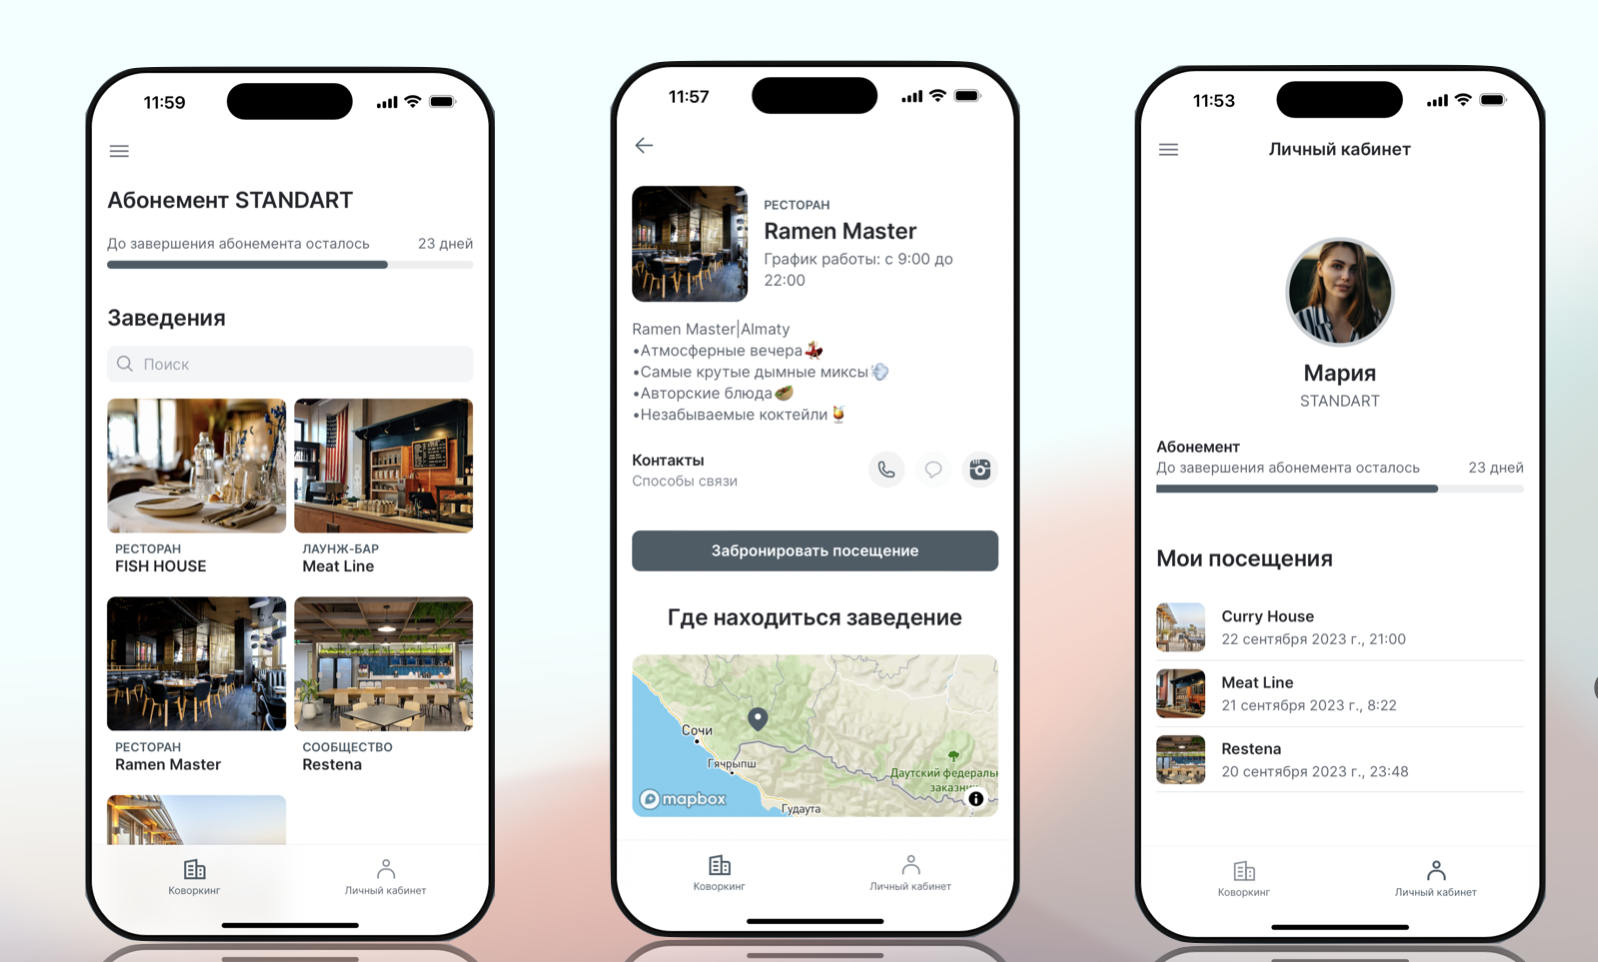 11:59
Абонемент STANDART
До завершения абонемента осталось 23 дней
Заведения
Поиск
РЕСТОРАН
FISH HOUSE
ЛАУНЖ-БАР
Meat Line
РЕСТОРАН
Ramen Master
СООБЩЕСТВО
Restena
Коворкинг
Личный кабинет
11:57
РЕСТОРАН
Ramen Master
График работы: с 9:00 до
22:00
Ramen Master|Almaty
•Атмосферные вечера💃
•Самые крутые дымные миксы💨
•Авторские блюда🥙
•Незабываемые коктейли🍹
Контакты
Способы связи
Забронировать посещение
Где находиться заведение
Сочи
Гячрыпш
Даутский федеральн
заказни
mapbox
Гудаута
Коворкинг
Личный кабинет
11:53
Личный кабинет
Мария
STANDART
Абонемент
До завершения абонемента осталось 23 дней
Мои посещения
Curry House
22 сентября 2023 г., 21:00
Meat Line
21 сентября 2023 г., 8:22
Restena
20 сентября 2023 г., 23:48
Коворкинг
Личный кабинет